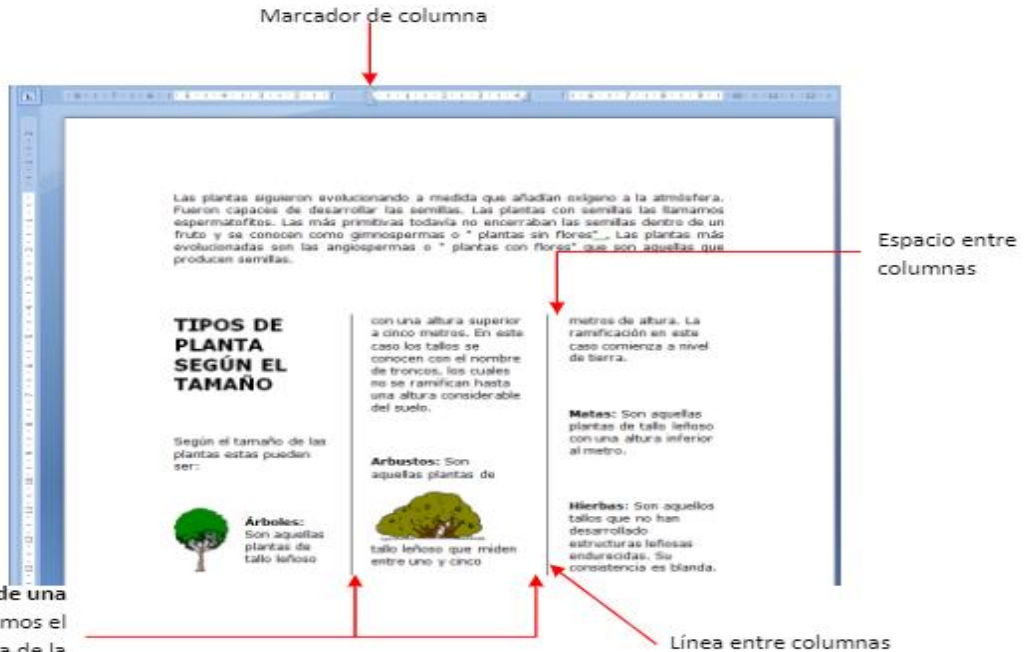 Marcador de columna
Las plantas siguieron evolucionando a medida que añadían oxígeno a la atmósfera.
Fueron capaces de desarrollar las semillas. Las plantas con semillas las llamamos
espermatofitos. Las más primitivas todavía no encerraban las semillas dentro de un
fruto y se conocen como gimnospermas o " plantas sin flores" . Las plantas más
evolucionadas son las angiospermas o " plantas con flores" que son aquellas que
producen semillas.
Espacio entre
columnas
TIPOS DE
PLANTA
SEGÚN EL
TAMAÑO
Según el tamaño de las
plantas estas pueden
ser:
Árboles:
Son aquellas
plantas de
tallo leñoso
con una altura superior
a cinco metros. En este
caso los tallos se
conocen con el nombre
de troncos, los cuales
no se ramifican hasta
una altura considerable
del suelo.
Arbustos: Son
aquellas plantas de
tallo leñoso que miden
entre uno y cinco
metros de altura. La
ramificación en este
caso comienza a nivel
de tierra.
Matas: Son aquellas
plantas de tallo leñoso
con una altura inferior
al metro.
Hierbas: Son aquellos
tallos que no han
desarrollado
estructuras leñosas
endurecidas. Su
consistencia es blanda.
de una
mos el
a de la
Línea entre columnas